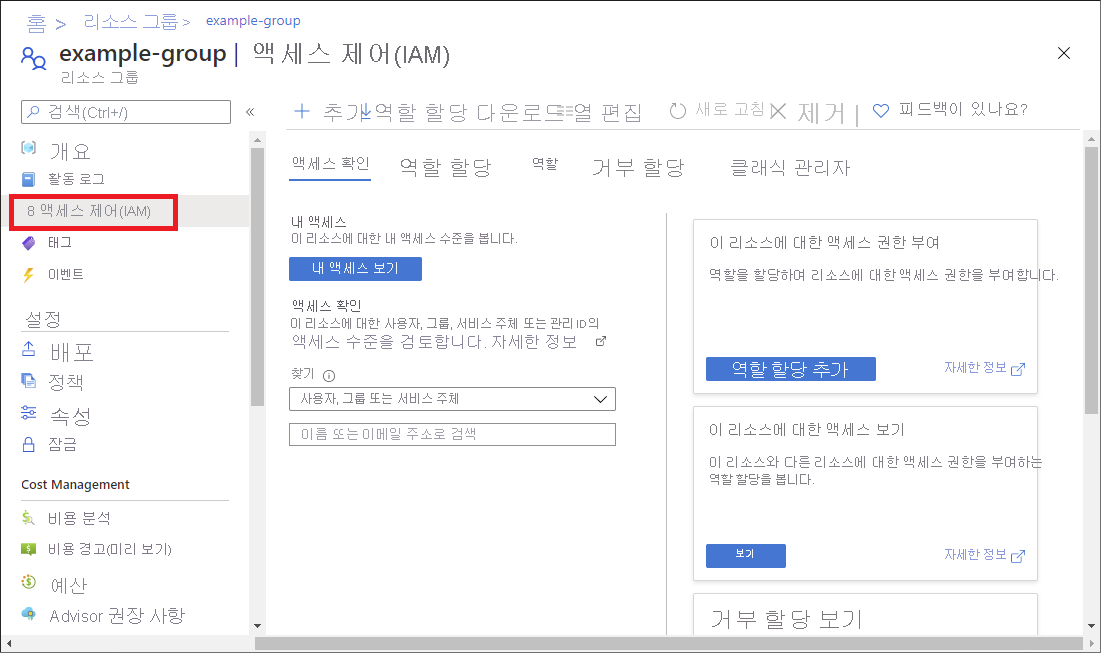 홈 > 리소스 그룹 > example-group
example-group | 액세스 제어(IAM)
리소스 그룹
검색(Ctrl+/)
«
개요
활동 로그
8 액세스 제어(IAM)
태그
이벤트
설정
배포
정책
속성
잠금
Cost Management
비용 분석
비용 경고(미리 보기)
예산
Advisor 권장 사항
추가 역할 할당 다운로드 열 편집 새로 고침 제거 | 피드백이 있나요?
액세스 확인 역할 할당 역할 거부 할당 클래식 관리자
내 액세스
이 리소스에 대한 내 액세스 수준을 봅니다.
내 액세스 보기
액세스 확인
이 리소스에 대한 사용자, 그룹, 서비스 주체 또는 관리 ID의
액세스 수준을 검토합니다. 자세한 정보
찾기
사용자, 그룹 또는 서비스 주체
이름 또는 이메일 주소로 검색
이 리소스에 대한 액세스 권한 부여
역할을 할당하여 리소스에 대한 액세스 권한을 부여합니다.
역할 할당 추가 자세한 정보
이 리소스에 대한 액세스 보기
이 리소스와 다른 리소스에 대한 액세스 권한을 부여하는
역할 할당을 봅니다.
보기 자세한 정보
거부 할당 보기